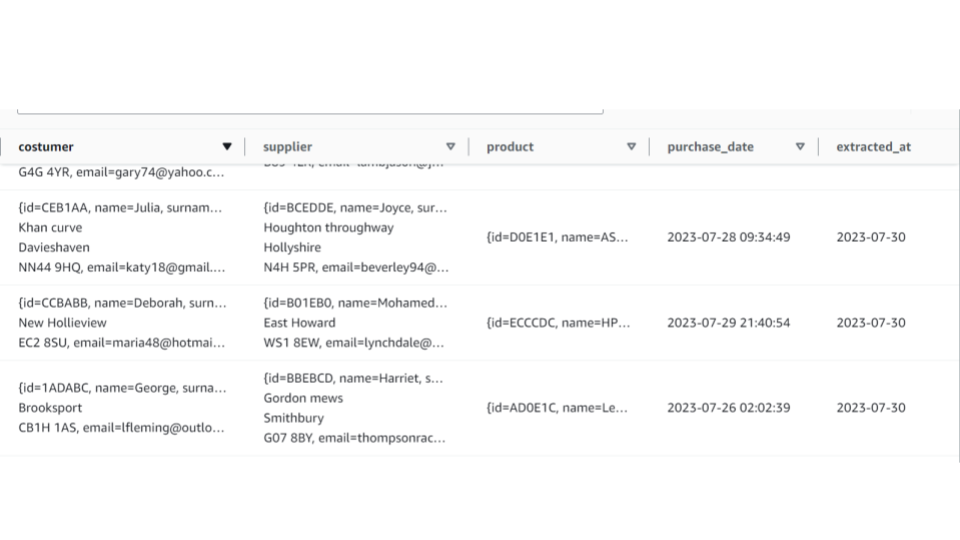 costumer supplier product purchase_date extracted_at
G4G 4YR, email=gary74@yahoo.c...
{id=CEB1AA, name=Julia, surnam...
Khan curve
Davieshaven
NN44 9HQ, email=katy18@gmail....
{id=BCEDDE, name=Joyce, sur...
Houghton throughway
Hollyshire
N4H 5PR, email=beverley94@...
{id=D0E1E1, name=AS...
2023-07-28 09:34:49
2023-07-30
{id=CCBABB, name=Deborah, surn...
New Hollieview
EC2 8SU, email=maria48@hotmai...
{id=B01EB0, name=Mohamed...
East Howard
WS1 8EW, email=lynchdale@...
{id=ECCCDC, name=HP...
2023-07-29 21:40:54
2023-07-30
{id=1ADABC, name=George, surna...
Brooksport
CB1H 1AS, email=lfleming@outlo...
{id=BBEBCD, name=Harriet, s...
Gordon mews
Smithbury
G07 8BY, email=thompsonrac...
{id=AD0E1C, name=Le...
2023-07-26 02:02:39
2023-07-30